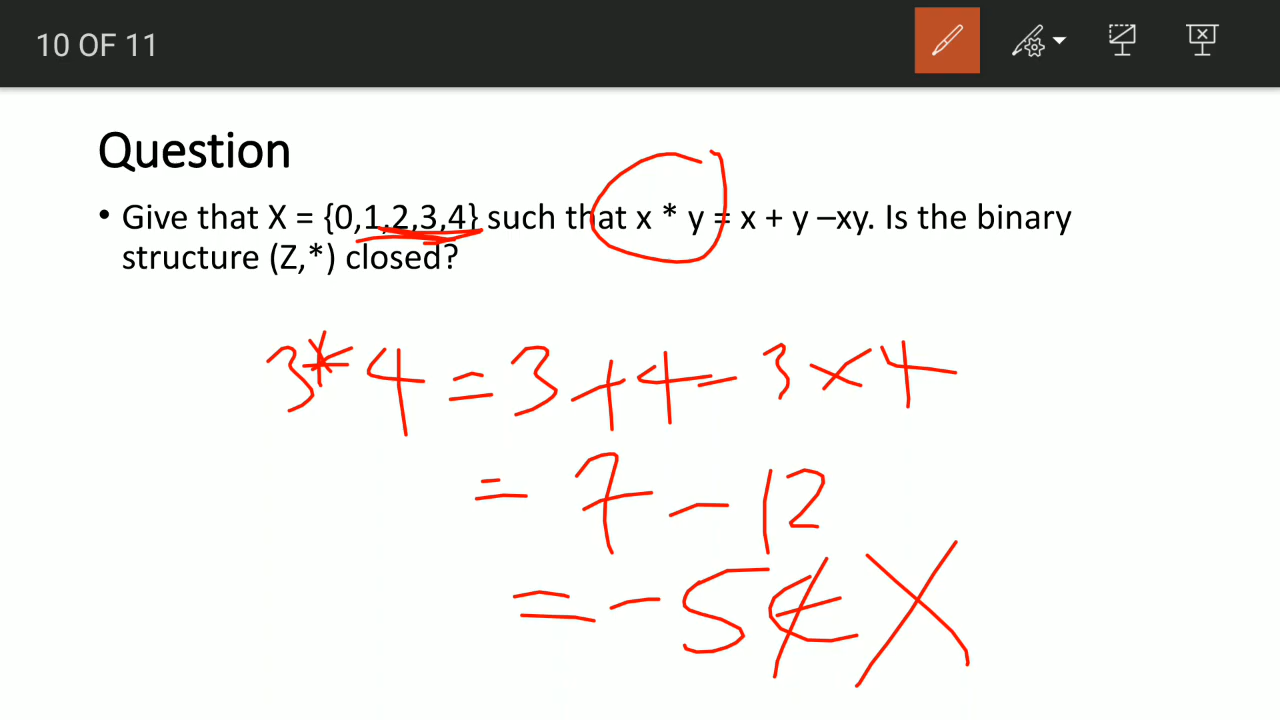 10 OF 11
Question
• Give that X = {0,1,2,3,4} such that x * y = x + y –xy. Is the binary
structure (Z,*) closed?
3*4 = 3+4 - 3×4
= 7 - 12
= -5 ∉ X